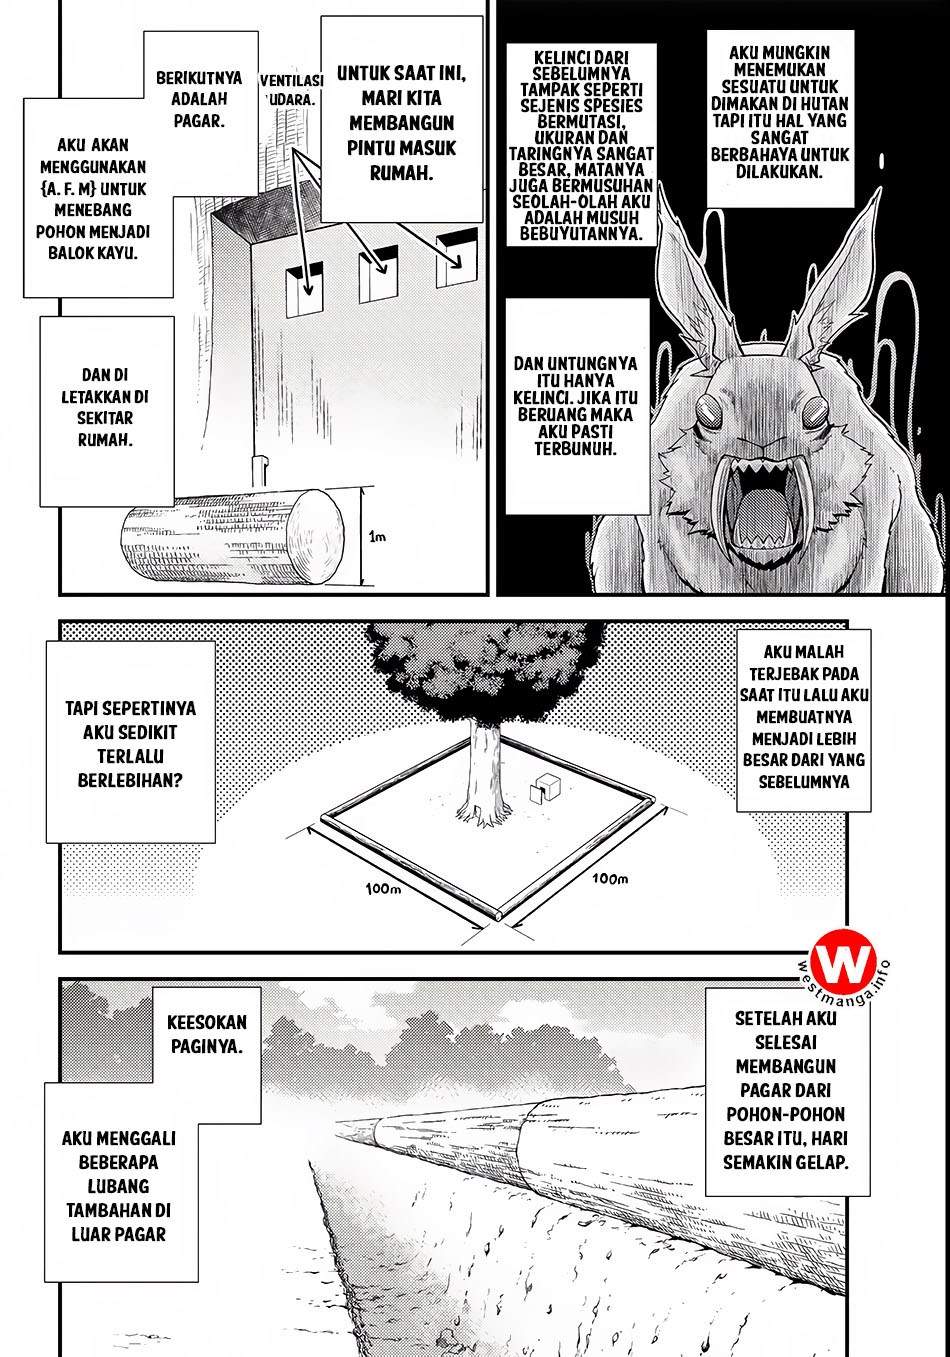 AKU MUNGKIN
MENEMUKAN
SESUATU UNTUK
DIMAKAN DI HUTAN
TAPI ITU HAL YANG
SANGAT
BERBAHAYA UNTUK
DILAKUKAN.
KELINCI DARI
SEBELUMNYA
TAMPAK SEPERTI
SEJENIS SPESIES
BERMUTASI,
UKURAN DAN
TARINGNYA SANGAT
BESAR, MATANYA
JUGA BERMUSUHAN
SEOLAH-OLAH AKU
ADALAH MUSUH
BEBUYUTANNYA.
DAN UNTUNGNYA
ITU HANYA
KELINCI. JIKA ITU
BERUANG MAKA
AKU PASTI
TERBUNUH.
UNTUK SAAT INI,
MARI KITA
MEMBANGUN
PINTU MASUK
RUMAH.
VENTILASI
UDARA.
BERIKUTNYA
ADALAH
PAGAR.
AKU AKAN
MENGGUNAKAN
{A. F. M} UNTUK
MENEBANG
POHON MENJADI
BALOK KAYU.
DAN DI
LETAKKAN DI
SEKITAR
RUMAH.
1m
AKU MALAH
TERJEBAK PADA
SAAT ITU LALU AKU
MEMBUATNYA
MENJADI LEBIH
BESAR DARI YANG
SEBELUMNYA
TAPI SEPERTINYA
AKU SEDIKIT
TERLALU
BERLEBIHAN?
100m
100m
W
westmanga.info
SETELAH AKU
SELESAI
MEMBANGUN
PAGAR DARI
POHON-POHON
BESAR ITU, HARI
SEMAKIN GELAP.
KEESOKAN
PAGINYA.
AKU MENGGALI
BEBERAPA
LUBANG
TAMBAHAN DI
LUAR PAGAR